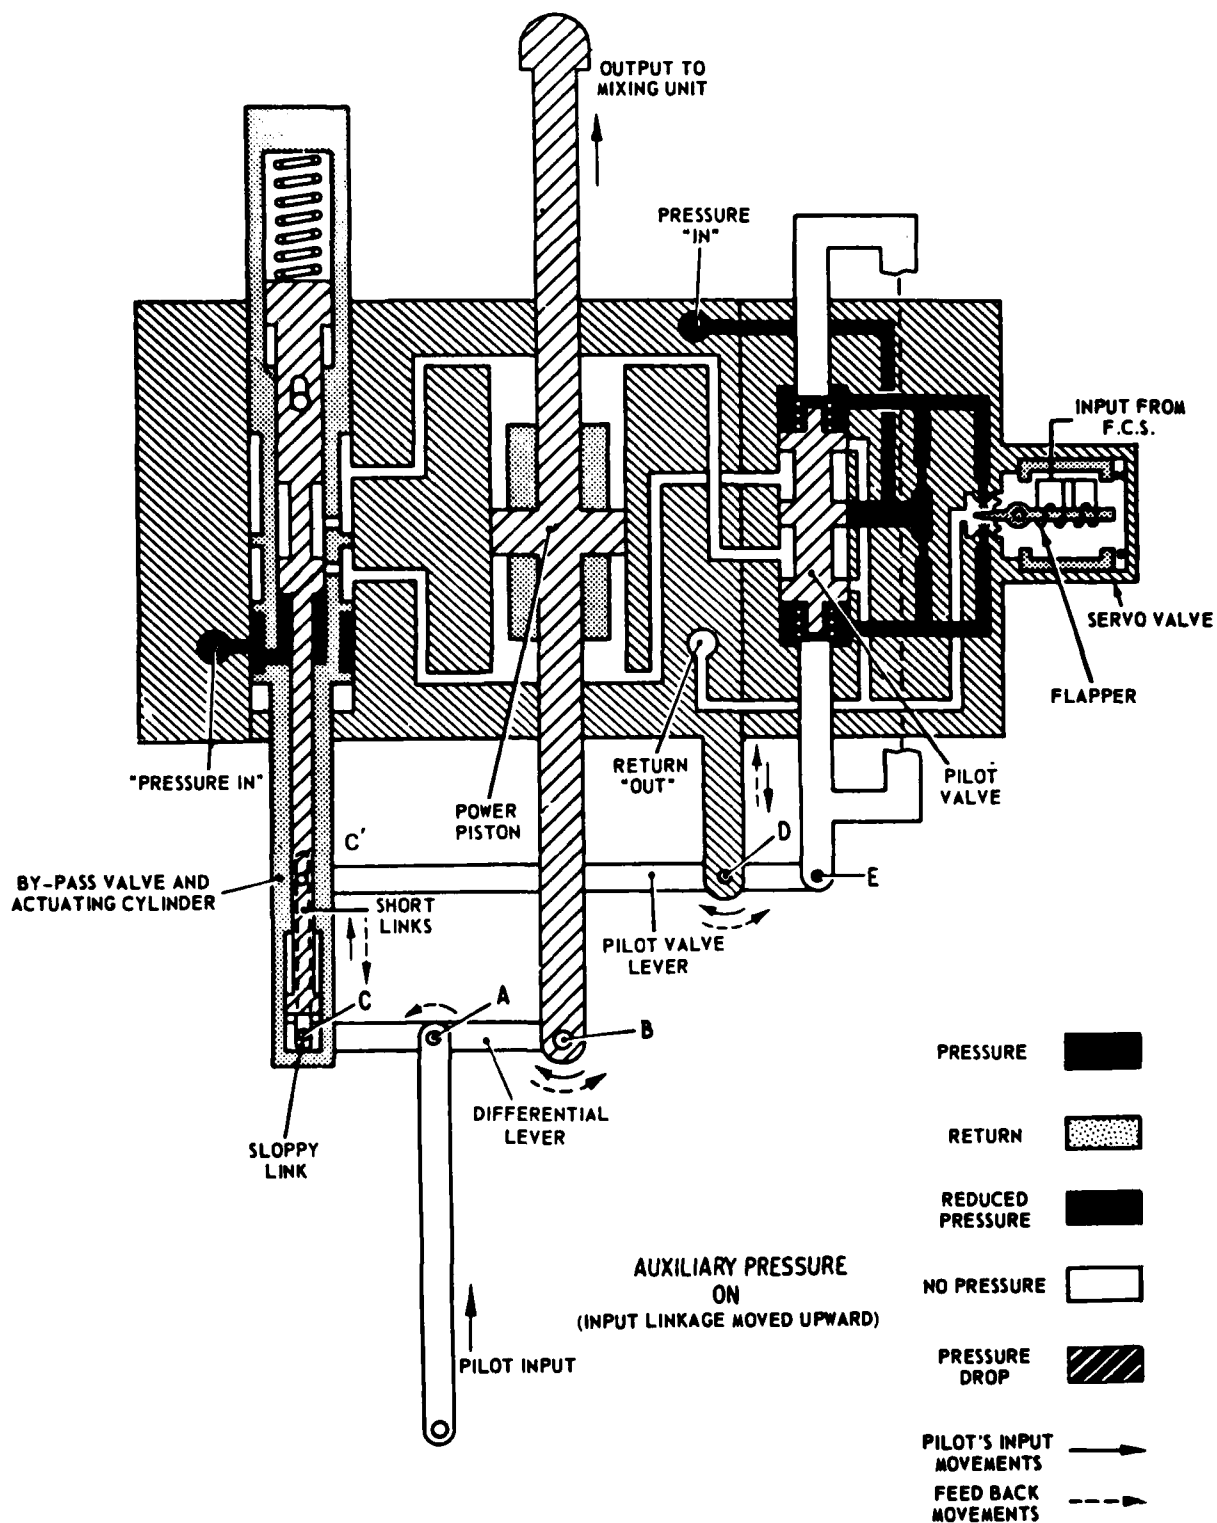 OUTPUT TO
MIXING UNIT
PRESSURE
"IN"
INPUT FROM
F.C.S.
SERVO VALVE
FLAPPER
"PRESSURE IN"
POWER
PISTON
RETURN
"OUT"
PILOT
VALVE
C'
D
E
BY-PASS VALVE AND
ACTUATING CYLINDER
SHORT
LINKS
PILOT VALVE
LEVER
C
A
B
SLOPPY
LINK
DIFFERENTIAL
LEVER
PILOT INPUT
AUXILIARY PRESSURE
ON
(INPUT LINKAGE MOVED UPWARD)
PRESSURE
RETURN
REDUCED
PRESSURE
NO PRESSURE
PRESSURE
DROP
PILOT'S INPUT
MOVEMENTS
FEED BACK
MOVEMENTS